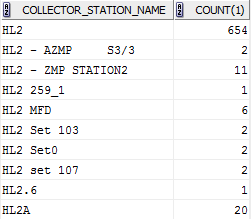 COLLECTOR_STATION_NAME COUNT(1)
HL2 654
HL2 - AZMP     S3/3 2
HL2 - ZMP STATION2 11
HL2 259_1 1
HL2 MFD 6
HL2 Set 103 2
HL2 Set0 2
HL2 set 107 2
HL2.6 1
HL2A 20